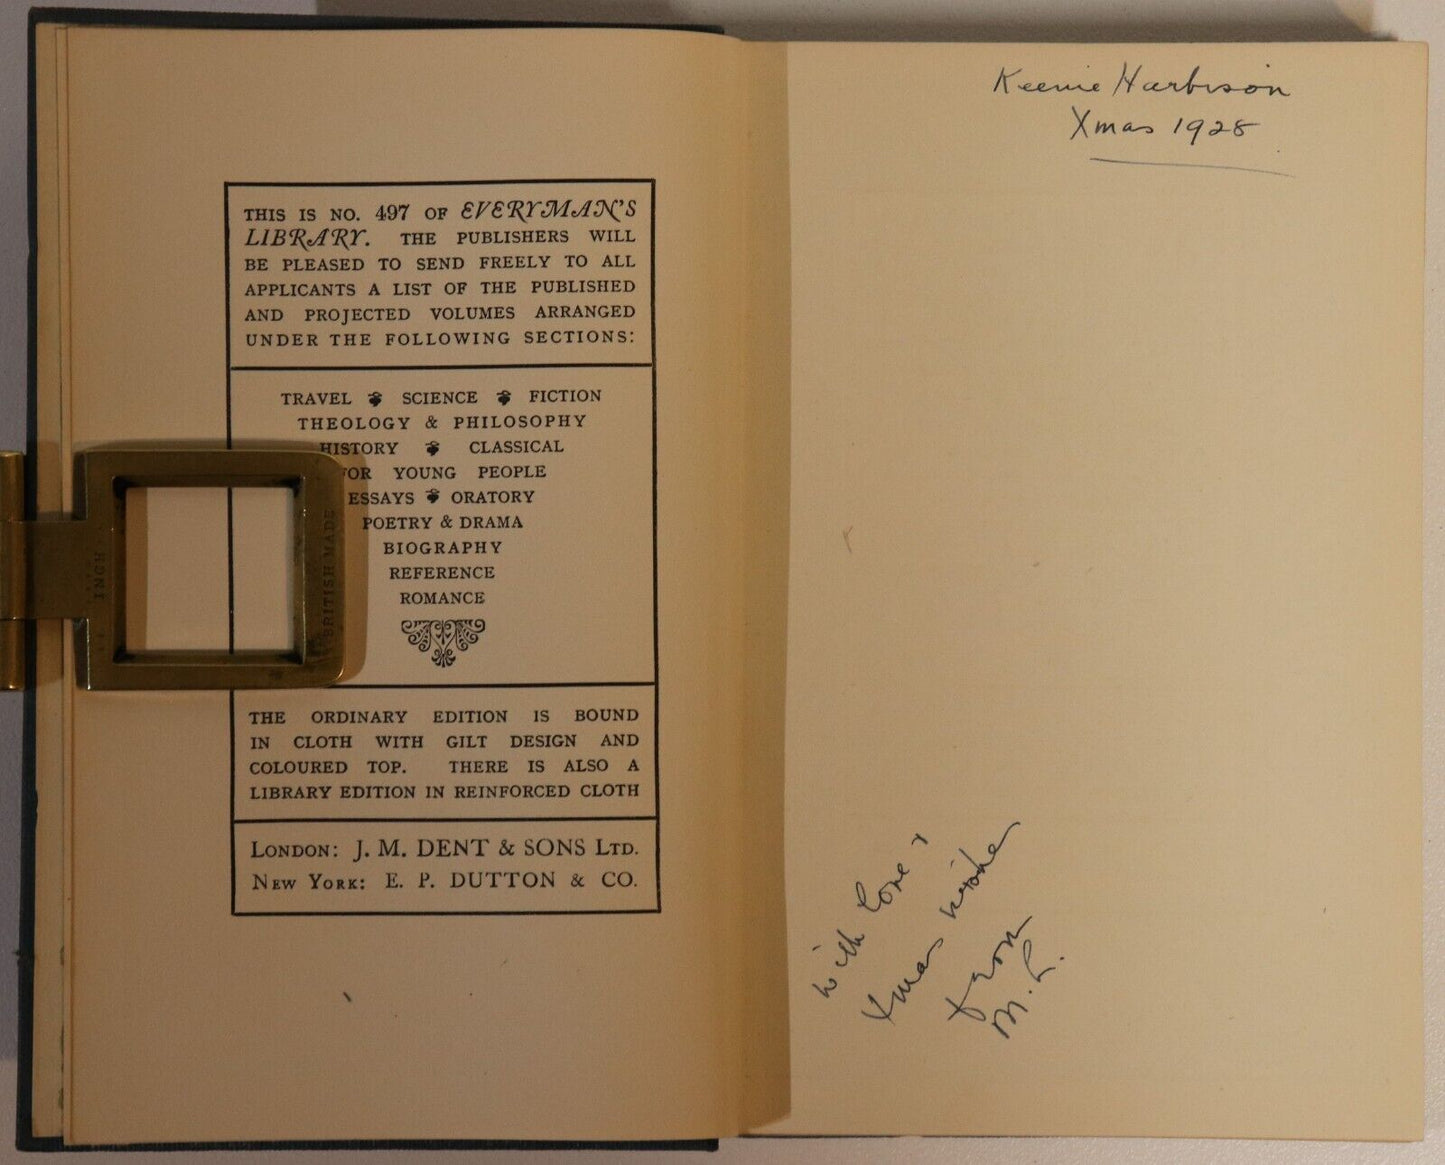 THIS IS NO. 497 OF EVERYMAN'S
LIBRARY. THE PUBLISHERS WILL
BE PLEASED TO SEND FREELY TO ALL
APPLICANTS A LIST OF THE PUBLISHED
AND PROJECTED VOLUMES ARRANGED
UNDER THE FOLLOWING SECTIONS:
TRAVEL SCIENCE FICTION
THEOLOGY & PHILOSOPHY
HISTORY CLASSICAL
YOUNG PEOPLE
ESSAYS ORATORY
POETRY & DRAMA
BIOGRAPHY
REFERENCE
ROMANCE
THE ORDINARY EDITION IS BOUND
IN CLOTH WITH GILT DESIGN AND
COLOURED TOP. THERE IS ALSO A
LIBRARY EDITION IN REINFORCED CLOTH
LONDON: J. M. DENT & SONS LTD.
NEW YORK: E. P. DUTTON & CO.
INCH
BRITISH MADE
Keenie Harbison
Xmas 1928
With love &
Xmas wishes
from